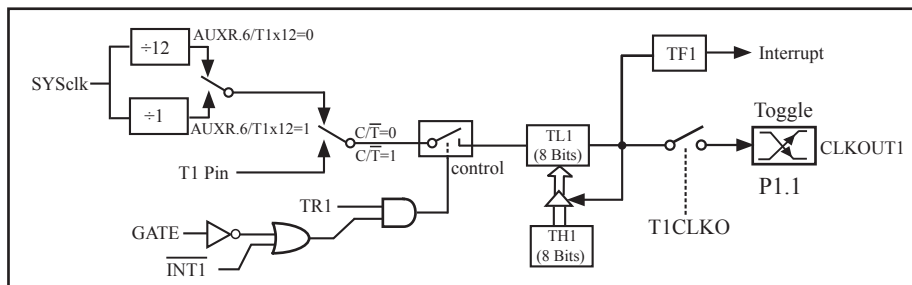 AUXR.6/T1x12=0
÷12
SYSclk
÷1
AUXR.6/T1x12=1
C/T̅=0
C/T̅=1
T1 Pin
control
TR1
GATE
I̅N̅T̅1̅
TL1
(8 Bits)
TH1
(8 Bits)
TF1
Interrupt
Toggle
CLKOUT1
P1.1
T1CLKO